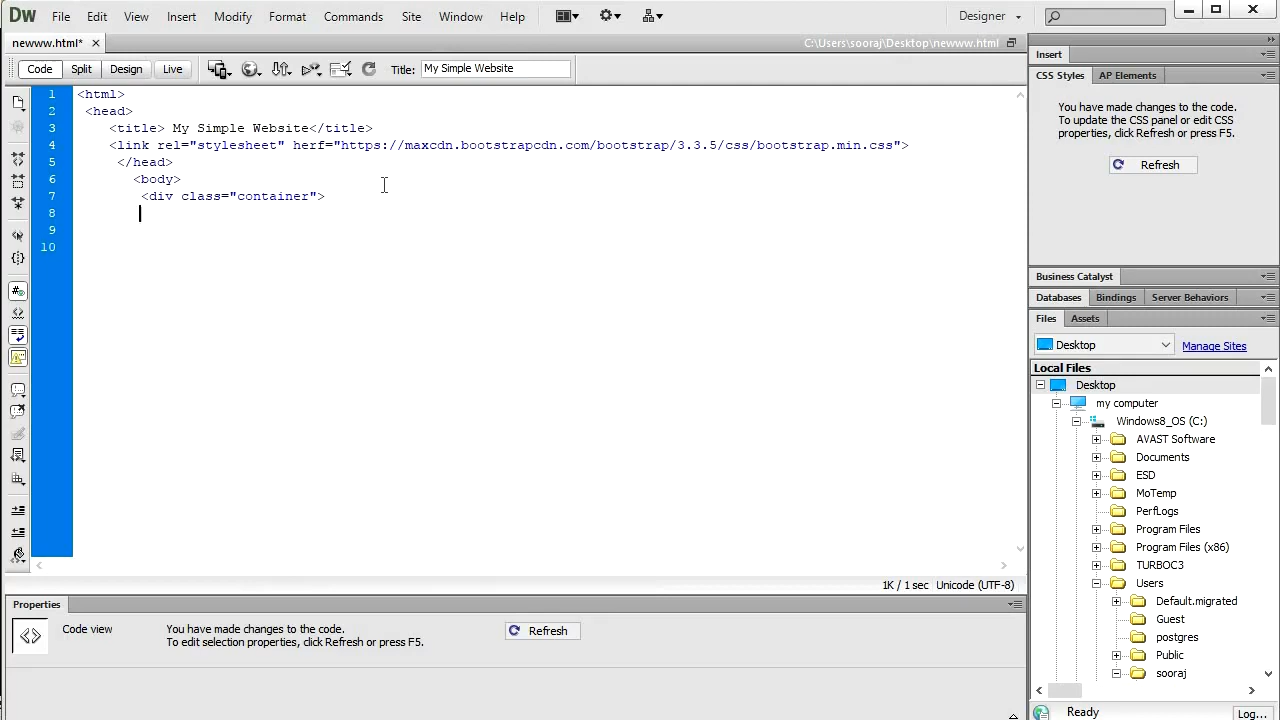 Dw File Edit View Insert Modify Format Commands Site Window Help Designer
newww.html* × C:\Users\sooraj\Desktop\newww.html
Code Split Design Live Title: My Simple Website
1 <html>
2 <head>
3 <title> My Simple Website</title>
4 <link rel="stylesheet" herf="https://maxcdn.bootstrapcdn.com/bootstrap/3.3.5/css/bootstrap.min.css">
5 </head>
6 <body>
7 <div class="container">
8
9
10
1K / 1 sec Unicode (UTF-8)
Properties
Code view
You have made changes to the code.
To edit selection properties, click Refresh or press F5.
Refresh
Insert
CSS Styles AP Elements
You have made changes to the code.
To update the CSS panel or edit CSS
properties, click Refresh or press F5.
Refresh
Business Catalyst
Databases Bindings Server Behaviors
Files Assets
Desktop Manage Sites
Local Files
Desktop
my computer
Windows8_OS (C:)
AVAST Software
Documents
ESD
MoTemp
PerfLogs
Program Files
Program Files (x86)
TURBOC3
Users
Default.migrated
Guest
postgres
Public
sooraj
Ready Log...